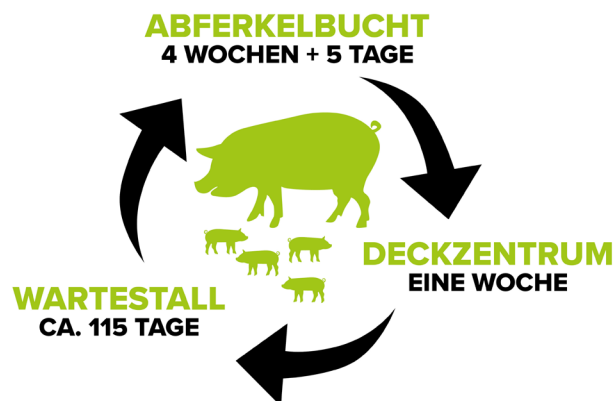 ABFERKELBUCHT
4 WOCHEN + 5 TAGE
DECKZENTRUM
EINE WOCHE
WARTESTALL
CA. 115 TAGE